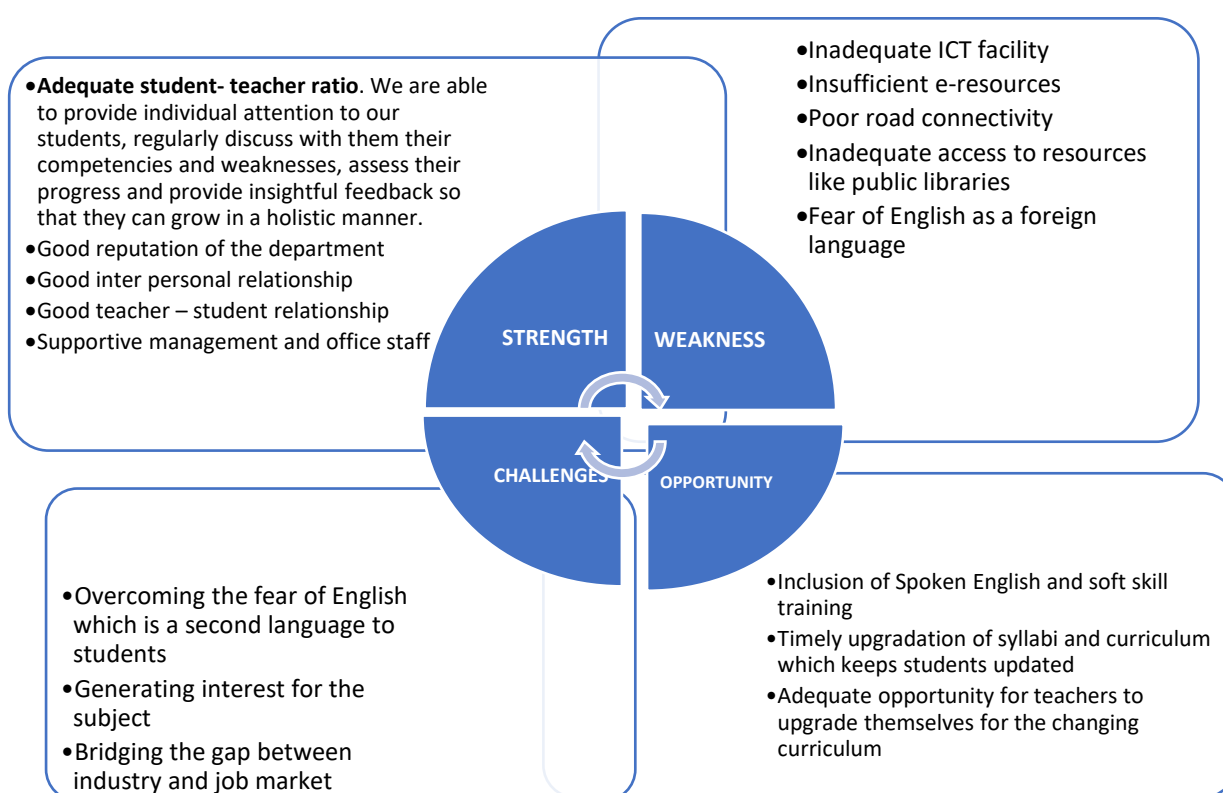 •Adequate student- teacher ratio. We are able
to provide individual attention to our
students, regularly discuss with them their
competencies and weaknesses, assess their
progress and provide insightful feedback so
that they can grow in a holistic manner.
•Good reputation of the department
•Good inter personal relationship
•Good teacher – student relationship
•Supportive management and office staff
•Inadequate ICT facility
•Insufficient e-resources
•Poor road connectivity
•Inadequate access to resources
like public libraries
•Fear of English as a foreign
language
STRENGTH
WEAKNESS
CHALLENGES
OPPORTUNITY
•Overcoming the fear of English
which is a second language to
students
•Generating interest for the
subject
•Bridging the gap between
industry and job market
•Inclusion of Spoken English and soft skill
training
•Timely upgradation of syllabi and curriculum
which keeps students updated
•Adequate opportunity for teachers to
upgrade themselves for the changing
curriculum